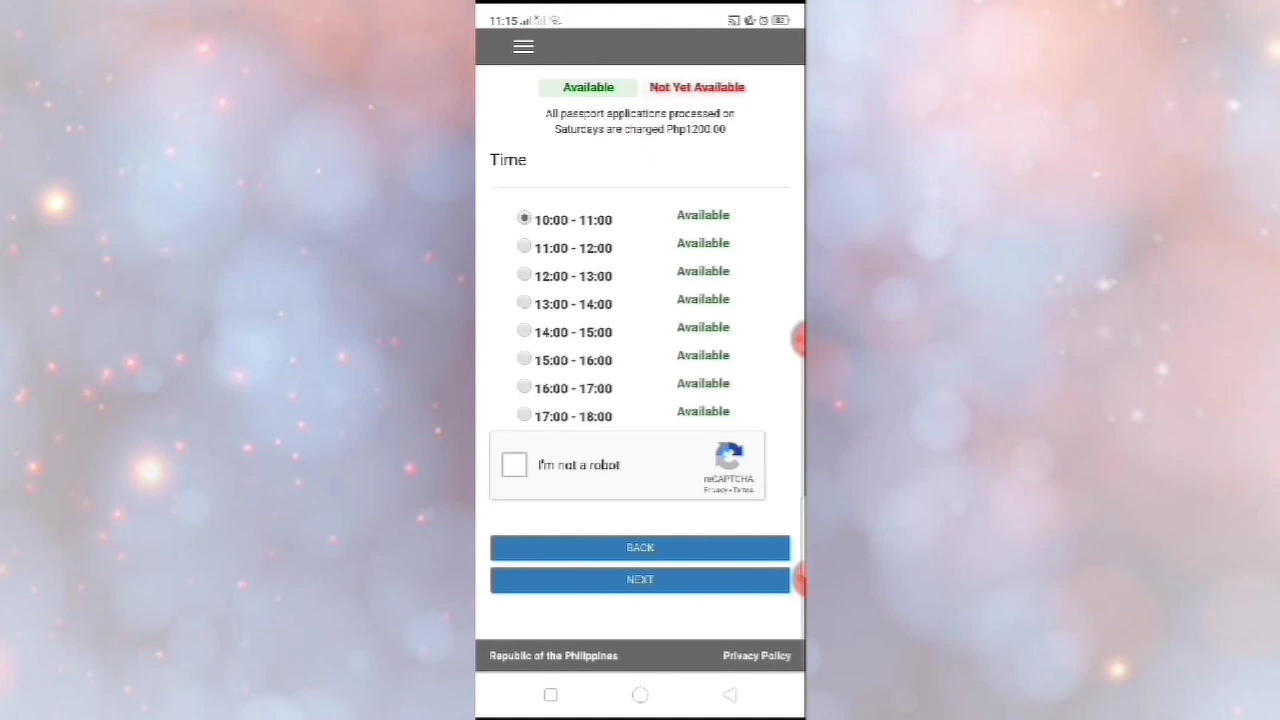 11:15
Available Not Yet Available
All passport applications processed on
Saturdays are charged Php1200.00
Time
10:00 - 11:00 Available
11:00 - 12:00 Available
12:00 - 13:00 Available
13:00 - 14:00 Available
14:00 - 15:00 Available
15:00 - 16:00 Available
16:00 - 17:00 Available
17:00 - 18:00 Available
I'm not a robot
reCAPTCHA
Privacy - Terms
BACK
NEXT
Republic of the Philippines Privacy Policy